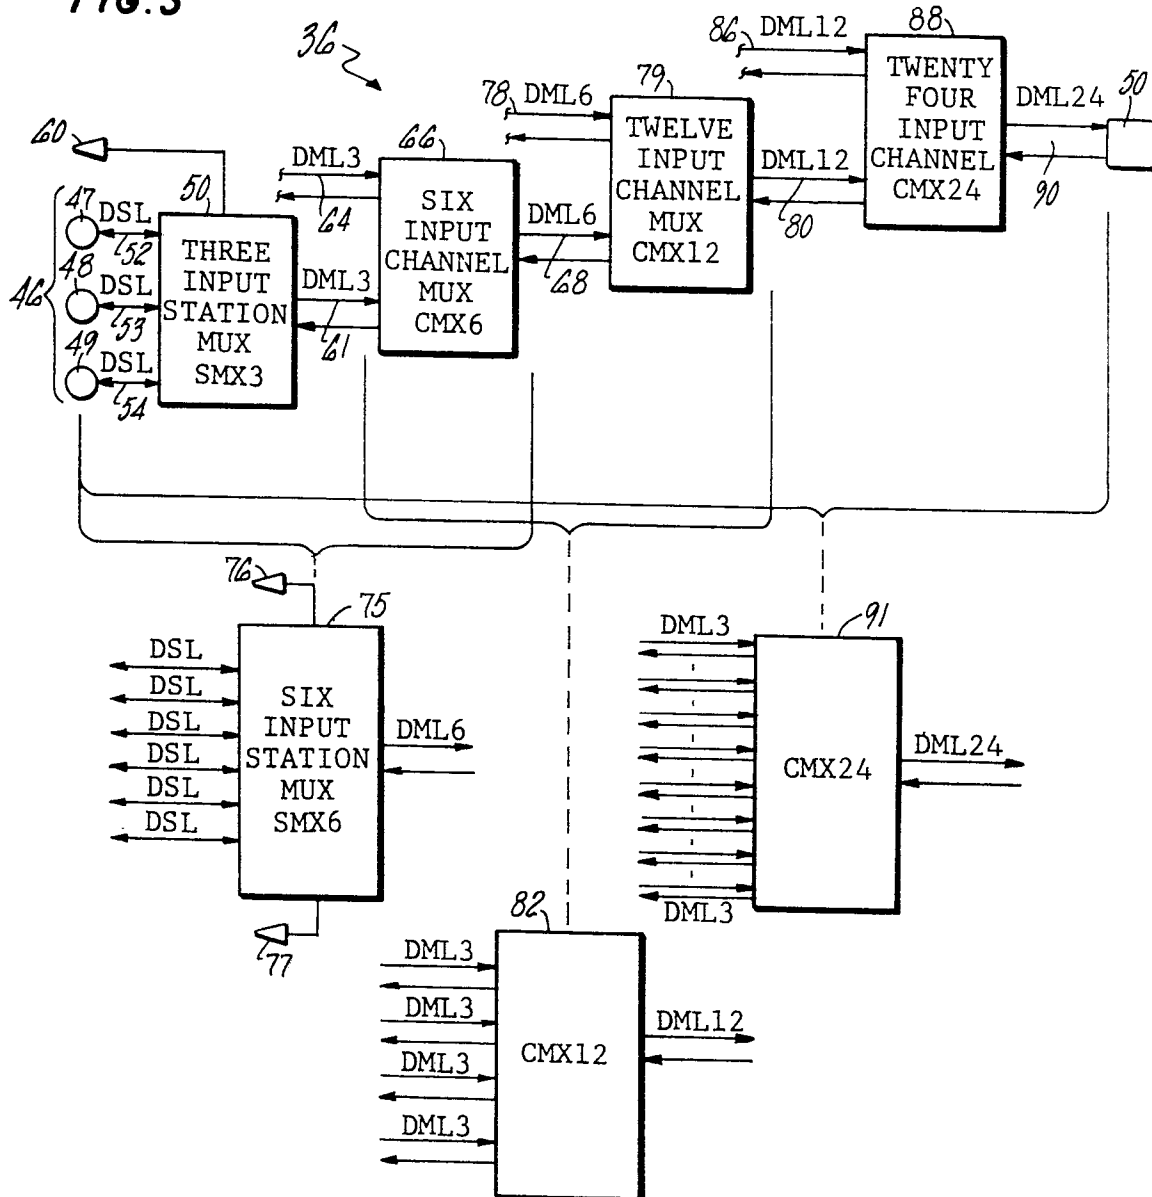 FIG. 3
36
60
46
47
DSL
52
48
DSL
53
49
DSL
54
50
THREE
INPUT
STATION
MUX
SMX3
DML3
64
DML3
61
66
SIX
INPUT
CHANNEL
MUX
CMX6
78
DML6
DML6
68
79
TWELVE
INPUT
CHANNEL
MUX
CMX12
86
DML12
DML12
80
88
TWENTY
FOUR
INPUT
CHANNEL
CMX24
DML24
90
50
76
75
DSL
DSL
DSL
DSL
DSL
DSL
SIX
INPUT
STATION
MUX
SMX6
DML6
77
91
DML3
CMX24
DML24
DML3
82
DML3
DML3
DML3
DML3
CMX12
DML12